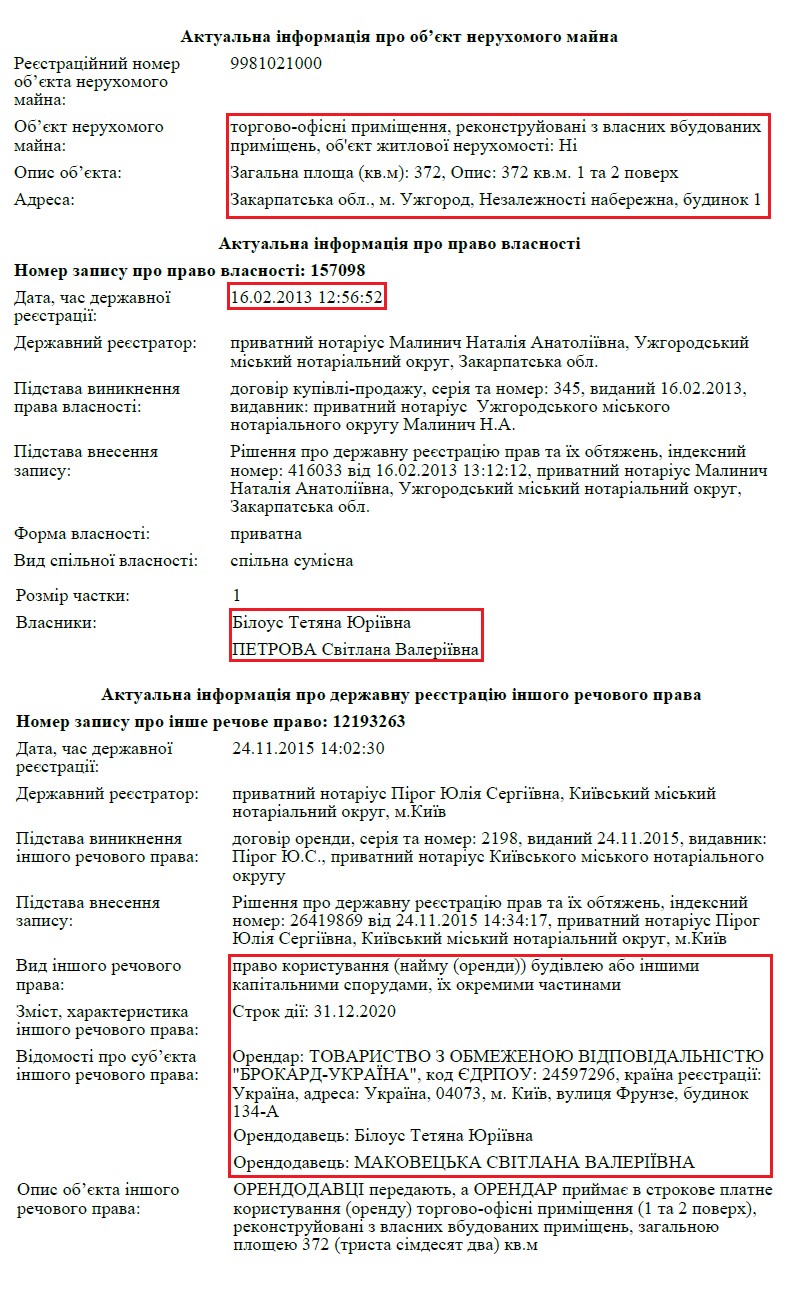 Актуальна інформація про об’єкт нерухомого майна
Реєстраційний номер об’єкта нерухомого майна: 9981021000
Об’єкт нерухомого майна: торгово-офісні приміщення, реконструйовані з власних вбудованих приміщень, об'єкт житлової нерухомості: Ні
Опис об’єкта: Загальна площа (кв.м): 372, Опис: 372 кв.м. 1 та 2 поверх
Адреса: Закарпатська обл., м. Ужгород, Незалежності набережна, будинок 1
Актуальна інформація про право власності
Номер запису про право власності: 157098
Дата, час державної реєстрації: 16.02.2013 12:56:52
Державний реєстратор: приватний нотаріус Малинич Наталія Анатоліївна, Ужгородський міський нотаріальний округ, Закарпатська обл.
Підстава виникнення права власності: договір купівлі-продажу, серія та номер: 345, виданий 16.02.2013, видавник: приватний нотаріус  Ужгородського міського нотаріального округу Малинич Н.А.
Підстава внесення запису: Рішення про державну реєстрацію прав та їх обтяжень, індексний номер: 416033 від 16.02.2013 13:12:12, приватний нотаріус Малинич Наталія Анатоліївна, Ужгородський міський нотаріальний округ, Закарпатська обл.
Форма власності: приватна
Вид спільної власності: спільна сумісна
Розмір частки: 1
Власники: Білоус Тетяна Юріївна
ПЕТРОВА Світлана Валеріївна
Актуальна інформація про державну реєстрацію іншого речового права
Номер запису про інше речове право: 12193263
Дата, час державної реєстрації: 24.11.2015 14:02:30
Державний реєстратор: приватний нотаріус Пірог Юлія Сергіївна, Київський міський нотаріальний округ, м.Київ
Підстава виникнення іншого речового права: договір оренди, серія та номер: 2198, виданий 24.11.2015, видавник: Пірог Ю.С., приватний нотаріус Київського міського нотаріального округу
Підстава внесення запису: Рішення про державну реєстрацію прав та їх обтяжень, індексний номер: 26419869 від 24.11.2015 14:34:17, приватний нотаріус Пірог Юлія Сергіївна, Київський міський нотаріальний округ, м.Київ
Вид іншого речового права: право користування (найму (оренди)) будівлею або іншими капітальними спорудами, їх окремими частинами
Зміст, характеристика іншого речового права: Строк дії: 31.12.2020
Відомості про суб’єкта іншого речового права: Орендар: ТОВАРИСТВО З ОБМЕЖЕНОЮ ВІДПОВІДАЛЬНІСТЮ "БРОКАРД-УКРАЇНА", код ЄДРПОУ: 24597296, країна реєстрації: Україна, адреса: Україна, 04073, м. Київ, вулиця Фрунзе, будинок 134-А
Орендодавець: Білоус Тетяна Юріївна
Орендодавець: МАКОВЕЦЬКА СВІТЛАНА ВАЛЕРІЇВНА
Опис об’єкта іншого речового права: ОРЕНДОДАВЦІ передають, а ОРЕНДАР приймає в строкове платне користування (оренду) торгово-офісні приміщення (1 та 2 поверх), реконструйовані з власних вбудованих приміщень, загальною площею 372 (триста сімдесят два) кв.м